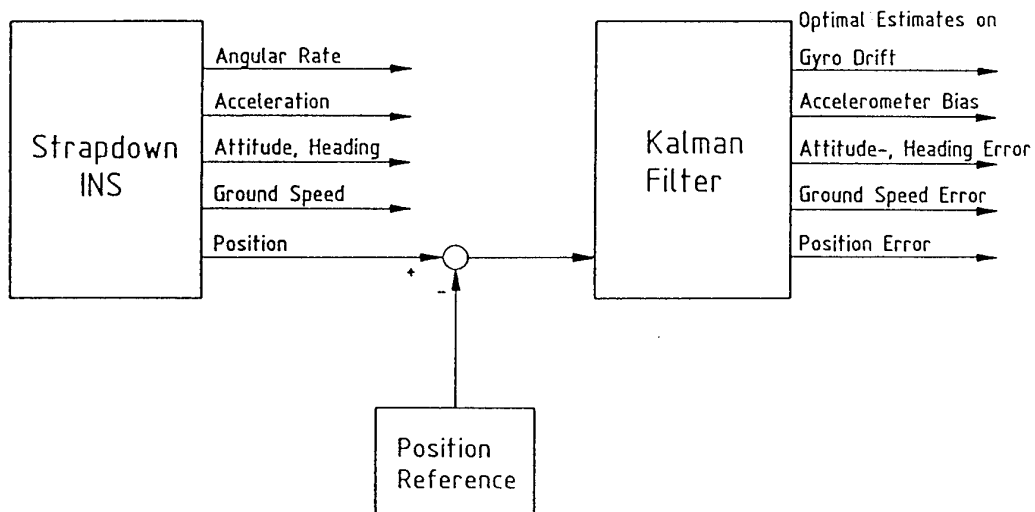 Strapdown
INS
Angular Rate
Acceleration
Attitude, Heading
Ground Speed
Position
+
-
Position
Reference
Kalman
Filter
Optimal Estimates on
Gyro Drift
Accelerometer Bias
Attitude-, Heading Error
Ground Speed Error
Position Error